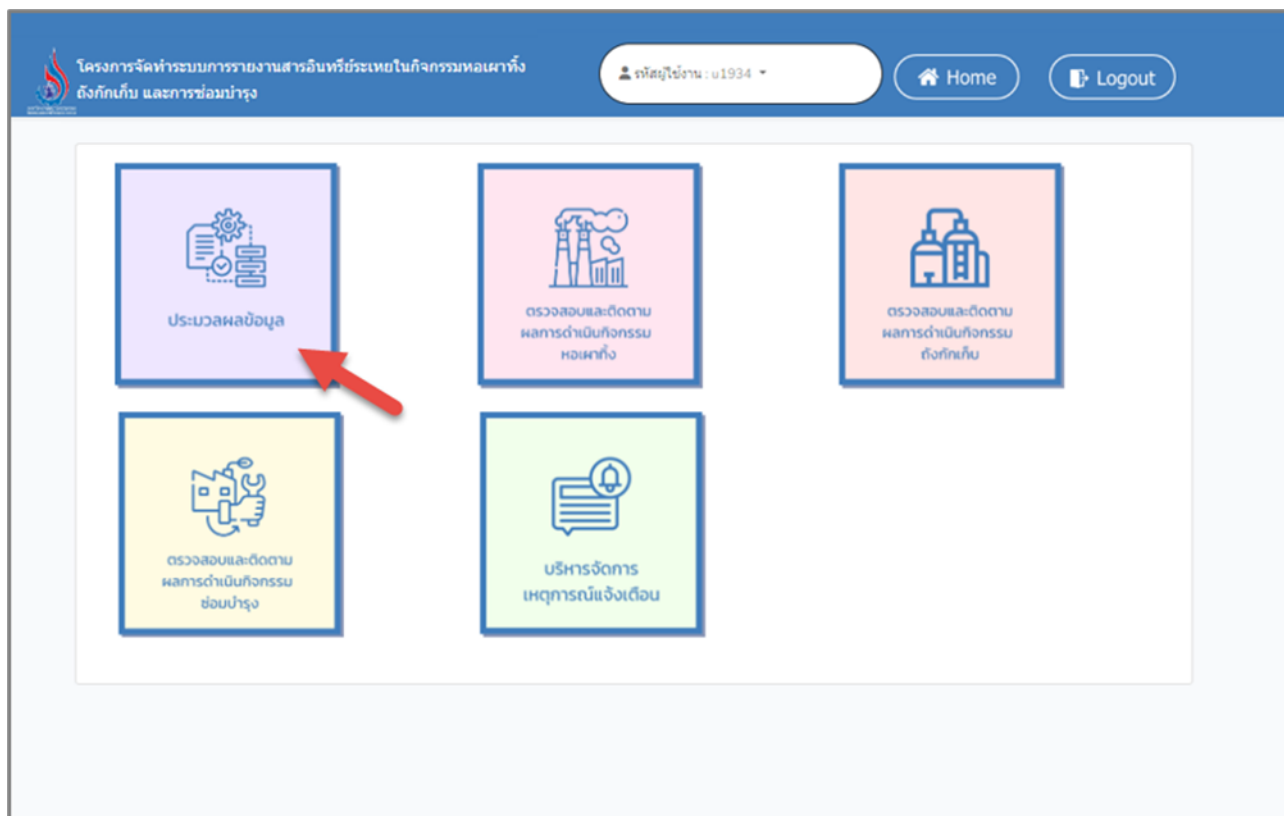 โครงการจัดทำระบบการรายงานสารอินทรีย์ระเหยในกิจกรรมหอเผาทิ้ง
ถังกักเก็บ และการซ่อมบำรุง
รหัสผู้ใช้งาน : u1934
Home
Logout
ประมวลผลข้อมูล
ตรวจสอบและติดตาม
ผลการดำเนินกิจกรรม
หอเผาทิ้ง
ตรวจสอบและติดตาม
ผลการดำเนินกิจกรรม
ถังกักเก็บ
ตรวจสอบและติดตาม
ผลการดำเนินกิจกรรม
ซ่อมบำรุง
บริหารจัดการ
เหตุการณ์แจ้งเตือน